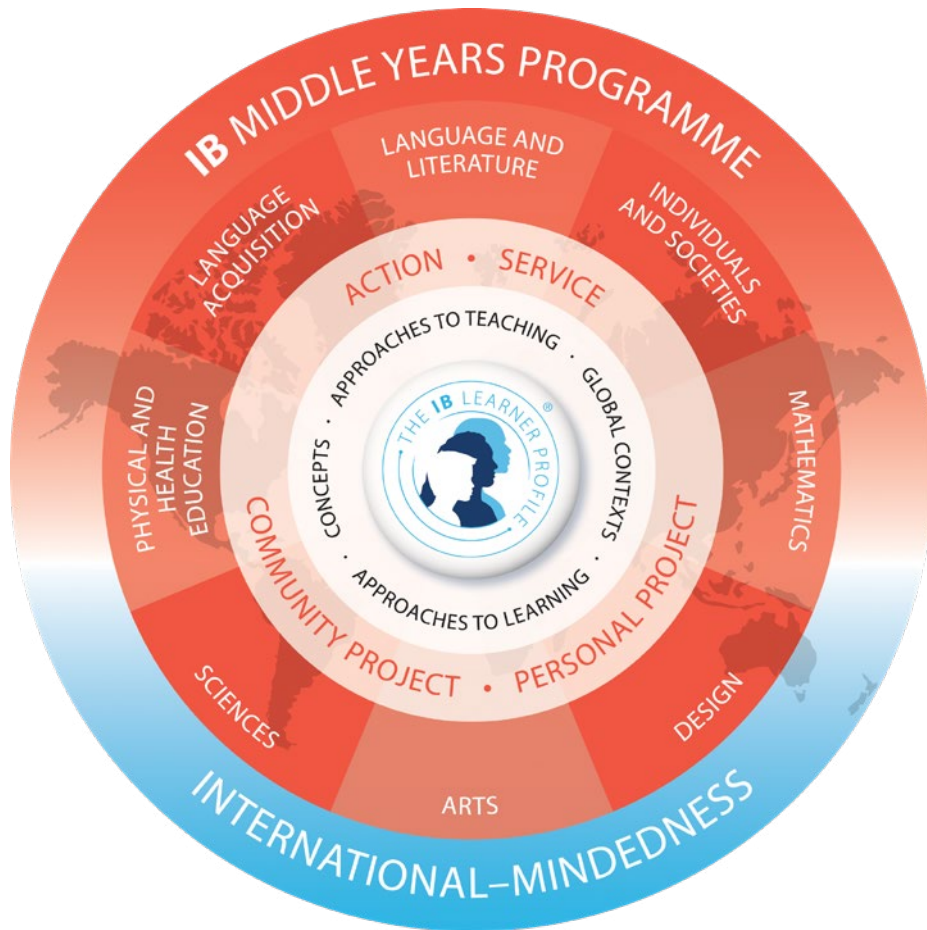 IB MIDDLE YEARS PROGRAMME
LANGUAGE AND
LITERATURE
INDIVIDUALS
AND SOCIETIES
MATHEMATICS
DESIGN
ARTS
SCIENCES
PHYSICAL AND
HEALTH
EDUCATION
LANGUAGE
ACQUISITION
ACTION • SERVICE
PERSONAL PROJECT • COMMUNITY PROJECT
APPROACHES TO TEACHING · GLOBAL CONTEXTS · APPROACHES TO LEARNING · CONCEPTS ·
THE IB LEARNER PROFILE®
INTERNATIONAL–MINDEDNESS